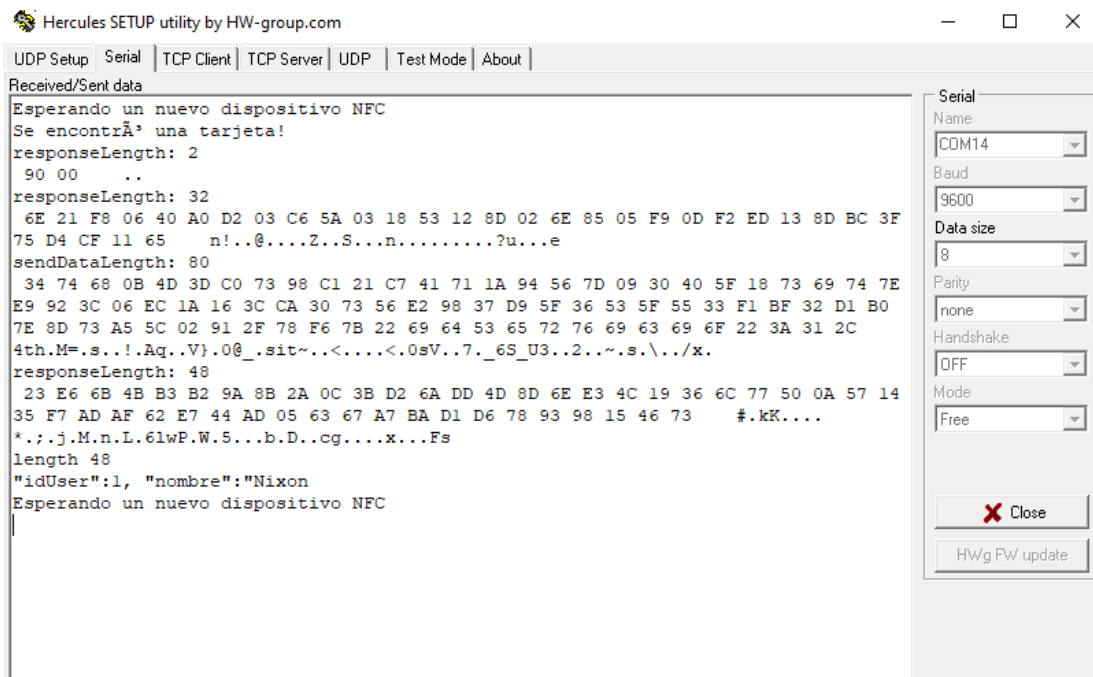 Hercules SETUP utility by HW-group.com
UDP Setup Serial TCP Client TCP Server UDP Test Mode About
Received/Sent data
Esperando un nuevo dispositivo NFC
Se encontrÃ³ una tarjeta!
responseLength: 2
90 00 ..
responseLength: 32
6E 21 F8 06 40 A0 D2 03 C6 5A 03 18 53 12 8D 02 6E 85 05 F9 0D F2 ED 13 8D BC 3F
75 D4 CF 11 65 n!..@....Z..S...n.........?u...e
sendDataLength: 80
34 74 68 0B 4D 3D C0 73 98 C1 21 C7 41 71 1A 94 56 7D 09 30 40 5F 18 73 69 74 7E
E9 92 3C 06 EC 1A 16 3C CA 30 73 56 E2 98 37 D9 5F 36 53 5F 55 33 F1 BF 32 D1 B0
7E 8D 73 A5 5C 02 91 2F 78 F6 7B 22 69 64 53 65 72 76 69 63 69 6F 22 3A 31 2C
4th.M=.s..!.Aq..V}.0@_.sit~..<....<.0sV..7._6S_U3..2..~.s.\../x.
responseLength: 48
23 E6 6B 4B B3 B2 9A 8B 2A 0C 3B D2 6A DD 4D 8D 6E E3 4C 19 36 6C 77 50 0A 57 14
35 F7 AD AF 62 E7 44 AD 05 63 67 A7 BA D1 D6 78 93 98 15 46 73 #.kK....
*.;.j.M.n.L.6lwP.W.5...b.D..cg....x...Fs
length 48
"idUser":1, "nombre":"Nixon
Esperando un nuevo dispositivo NFC
Serial
Name
COM14
Baud
9600
Data size
8
Parity
none
Handshake
OFF
Mode
Free
Close
HWg FW update